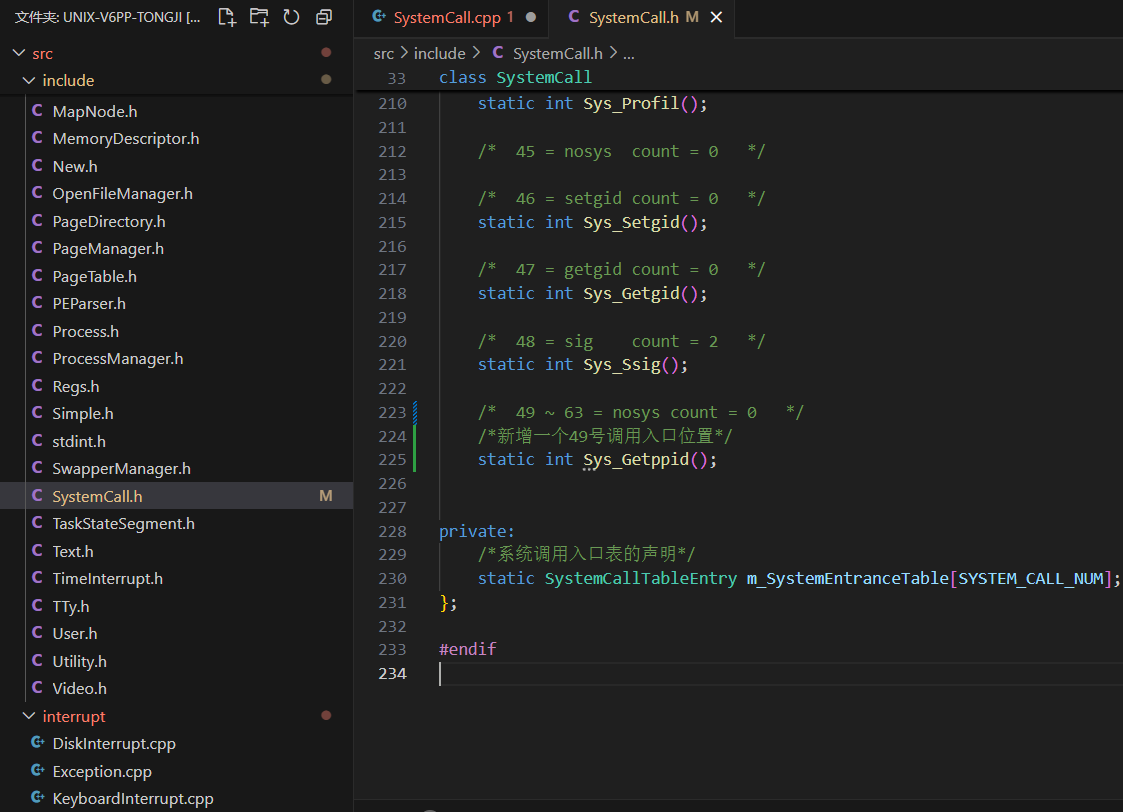 文件夹: UNIX-V6PP-TONGJI [...
src
include
MapNode.h
MemoryDescriptor.h
New.h
OpenFileManager.h
PageDirectory.h
PageManager.h
PageTable.h
PEParser.h
Process.h
ProcessManager.h
Regs.h
Simple.h
stdint.h
SwapperManager.h
SystemCall.h M
TaskStateSegment.h
Text.h
TimeInterrupt.h
TTy.h
User.h
Utility.h
Video.h
interrupt
DiskInterrupt.cpp
Exception.cpp
KeyboardInterrupt.cpp
SystemCall.cpp 1 SystemCall.h M
src > include > C SystemCall.h > ...
33 class SystemCall
210 static int Sys_Profil();
211
212 /* 45 = nosys count = 0 */
213
214 /* 46 = setgid count = 0 */
215 static int Sys_Setgid();
216
217 /* 47 = getgid count = 0 */
218 static int Sys_Getgid();
219
220 /* 48 = sig count = 2 */
221 static int Sys_Ssig();
222
223 /* 49 ~ 63 = nosys count = 0 */
224 /*新增一个49号调用入口位置*/
225 static int Sys_Getppid();
226
227
228 private:
229 /*系统调用入口表的声明*/
230 static SystemCallTableEntry m_SystemEntranceTable[SYSTEM_CALL_NUM];
231 };
232
233 #endif
234